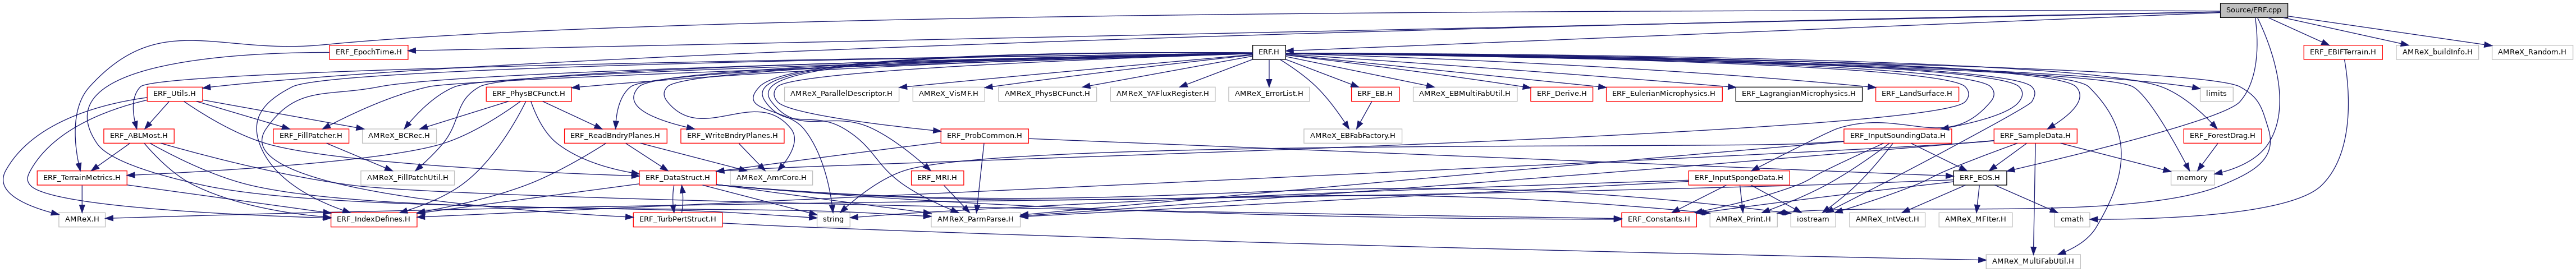 Source/ERF.cpp
ERF_EpochTime.H
ERF.H
ERF_EBIFTerrain.H
AMReX_buildInfo.H
AMReX_Random.H
ERF_Utils.H
ERF_PhysBCFunct.H
AMReX_ParallelDescriptor.H
AMReX_VisMF.H
AMReX_PhysBCFunct.H
AMReX_YAFluxRegister.H
AMReX_ErrorList.H
ERF_EB.H
AMReX_EBMultiFabUtil.H
ERF_Derive.H
ERF_EulerianMicrophysics.H
ERF_LagrangianMicrophysics.H
ERF_LandSurface.H
limits
ERF_ABLMost.H
ERF_FillPatcher.H
AMReX_BCRec.H
ERF_ReadBndryPlanes.H
ERF_WriteBndryPlanes.H
ERF_ProbCommon.H
AMReX_EBFabFactory.H
ERF_InputSoundingData.H
ERF_SampleData.H
ERF_ForestDrag.H
ERF_TerrainMetrics.H
AMReX_FillPatchUtil.H
ERF_DataStruct.H
AMReX_AmrCore.H
ERF_MRI.H
ERF_InputSpongeData.H
ERF_EOS.H
memory
AMReX.H
ERF_IndexDefines.H
ERF_TurbPertStruct.H
string
AMReX_ParmParse.H
ERF_Constants.H
AMReX_Print.H
iostream
AMReX_IntVect.H
AMReX_MFIter.H
cmath
AMReX_MultiFabUtil.H